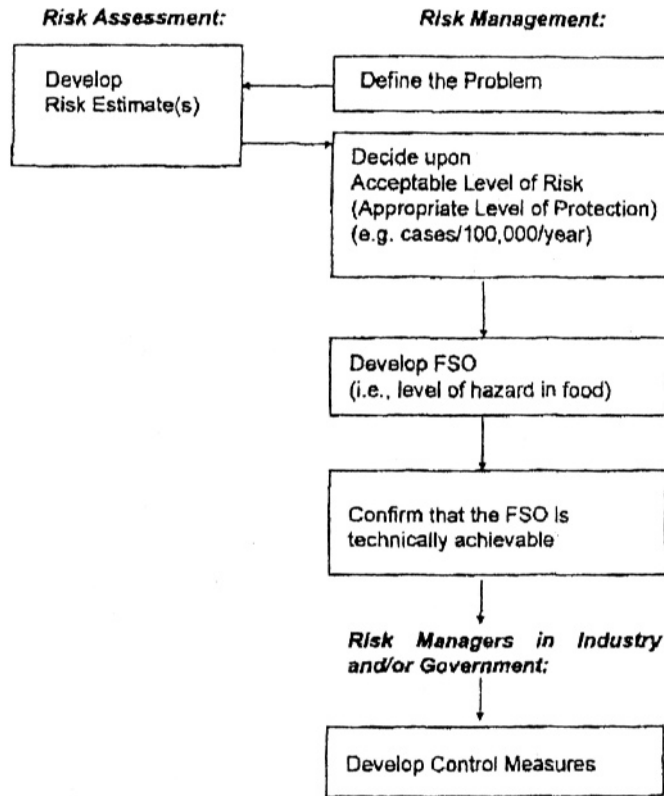 Risk Assessment:
Risk Management:
Develop
Risk Estimate(s)
Define the Problem
Decide upon
Acceptable Level of Risk
(Appropriate Level of Protection)
(e.g. cases/100,000/year)
Develop FSO
(i.e., level of hazard in food)
Confirm that the FSO is
technically achievable
Risk Managers in Industry
and/or Government:
Develop Control Measures